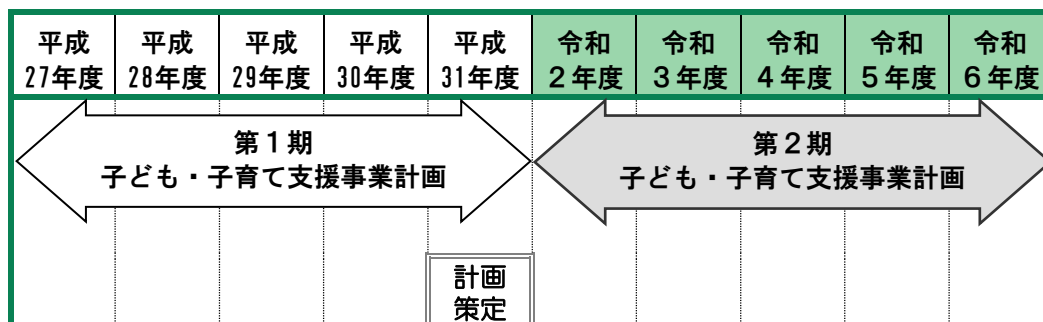 平成 平成 平成 平成 平成 令和 令和 令和 令和 令和
27年度 28年度 29年度 30年度 31年度 ２年度 ３年度 ４年度 ５年度 ６年度
第１期
子ども・子育て支援事業計画
第２期
子ども・子育て支援事業計画
計画
策定